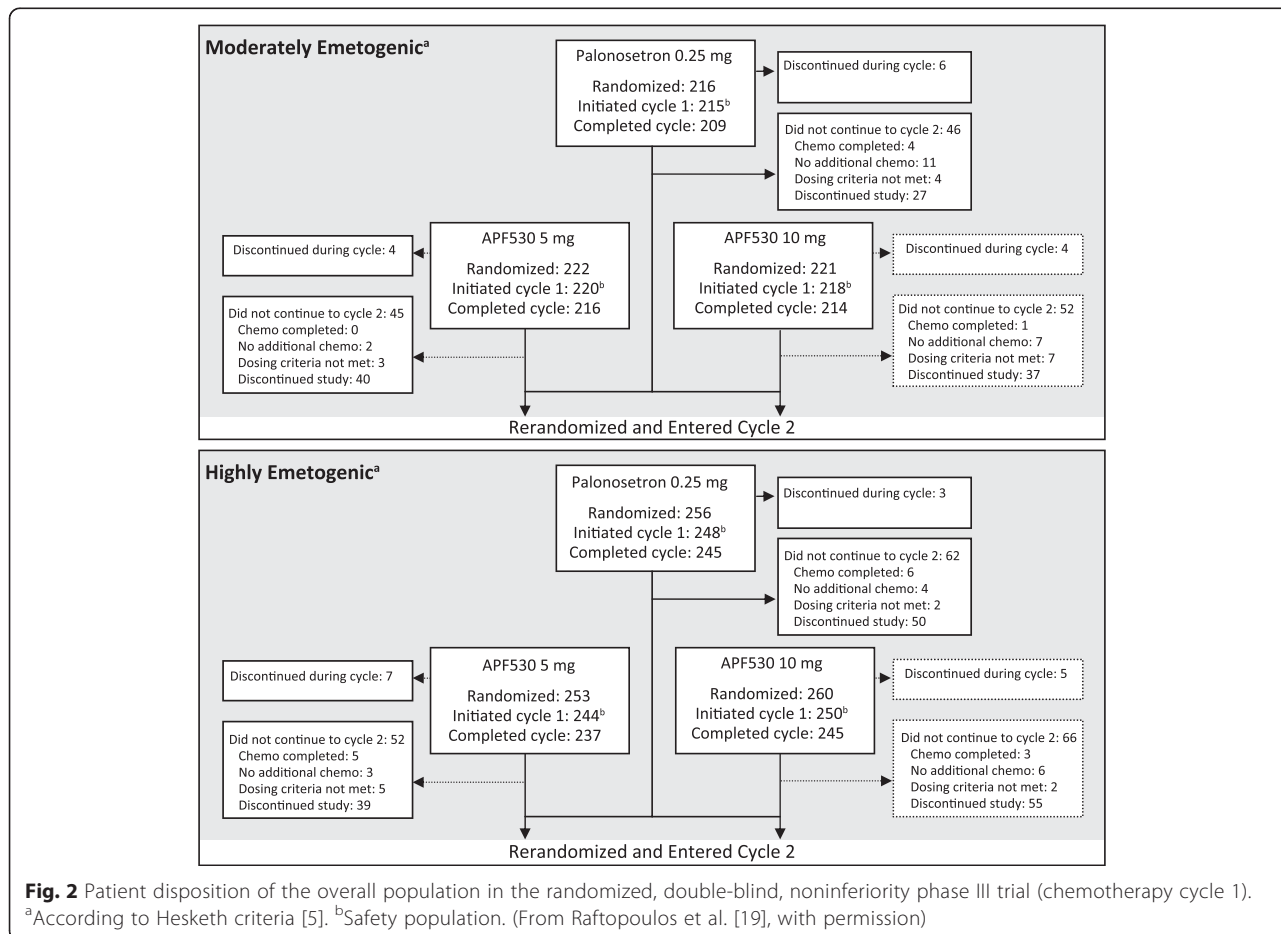 Moderately Emetogenicᵃ
Palonosetron 0.25 mg
Randomized: 216
Initiated cycle 1: 215ᵇ
Completed cycle: 209
Discontinued during cycle: 6
Did not continue to cycle 2: 46
Chemo completed: 4
No additional chemo: 11
Dosing criteria not met: 4
Discontinued study: 27
APF530 5 mg
Randomized: 222
Initiated cycle 1: 220ᵇ
Completed cycle: 216
Discontinued during cycle: 4
Did not continue to cycle 2: 45
Chemo completed: 0
No additional chemo: 2
Dosing criteria not met: 3
Discontinued study: 40
APF530 10 mg
Randomized: 221
Initiated cycle 1: 218ᵇ
Completed cycle: 214
Discontinued during cycle: 4
Did not continue to cycle 2: 52
Chemo completed: 1
No additional chemo: 7
Dosing criteria not met: 7
Discontinued study: 37
Rerandomized and Entered Cycle 2
Highly Emetogenicᵃ
Palonosetron 0.25 mg
Randomized: 256
Initiated cycle 1: 248ᵇ
Completed cycle: 245
Discontinued during cycle: 3
Did not continue to cycle 2: 62
Chemo completed: 6
No additional chemo: 4
Dosing criteria not met: 2
Discontinued study: 50
APF530 5 mg
Randomized: 253
Initiated cycle 1: 244ᵇ
Completed cycle: 237
Discontinued during cycle: 7
Did not continue to cycle 2: 52
Chemo completed: 5
No additional chemo: 3
Dosing criteria not met: 5
Discontinued study: 39
APF530 10 mg
Randomized: 260
Initiated cycle 1: 250ᵇ
Completed cycle: 245
Discontinued during cycle: 5
Did not continue to cycle 2: 66
Chemo completed: 3
No additional chemo: 6
Dosing criteria not met: 2
Discontinued study: 55
Rerandomized and Entered Cycle 2
Fig. 2 Patient disposition of the overall population in the randomized, double-blind, noninferiority phase III trial (chemotherapy cycle 1).
ᵃAccording to Hesketh criteria [5]. ᵇSafety population. (From Raftopoulos et al. [19], with permission)